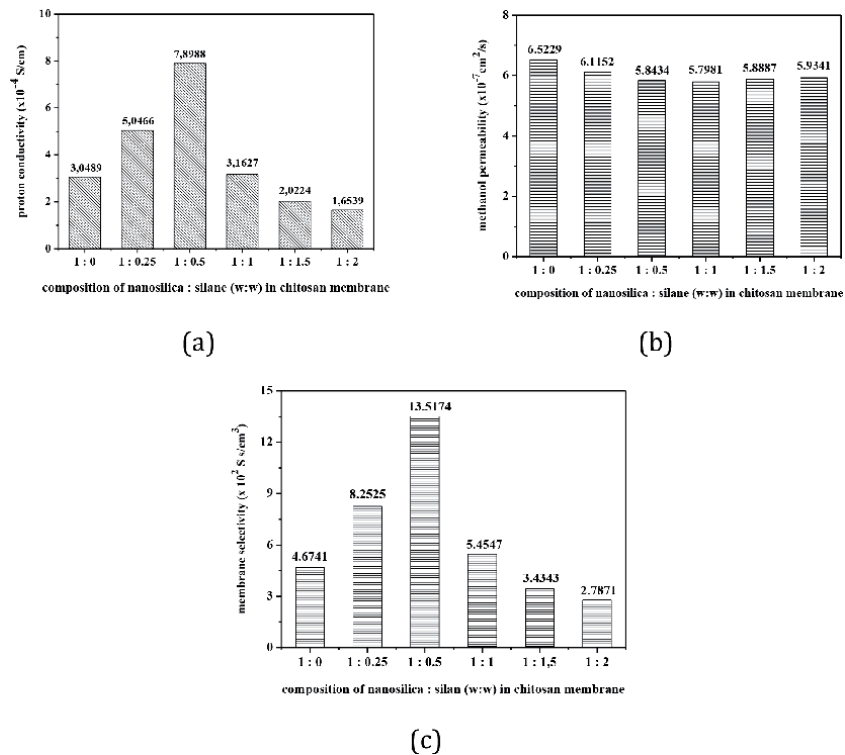 proton conductivity (x10⁻⁴ S/cm)
10
8
6
4
2
0
3,0489
5,0466
7,8988
3,1627
2,0224
1,6539
1 : 0
1 : 0.25
1 : 0.5
1 : 1
1 : 1.5
1 : 2
composition of nanosilica : silane (w:w) in chitosan membrane
(a)
methanol permeability (x10⁻⁷cm²/s)
8
6
4
2
0
6.5229
6.1152
5.8434
5.7981
5.8887
5.9341
1 : 0
1 : 0.25
1 : 0.5
1 : 1
1 : 1.5
1 : 2
composition of nanosilica : silane (w:w) in chitosan membrane
(b)
membrane selectivity (x 10² S s/cm³)
15
12
9
6
3
0
4.6741
8.2525
13.5174
5.4547
3.4343
2.7871
1 : 0
1 : 0.25
1 : 0.5
1 : 1
1 : 1,5
1 : 2
composition of nanosilica : silan (w:w) in chitosan membrane
(c)